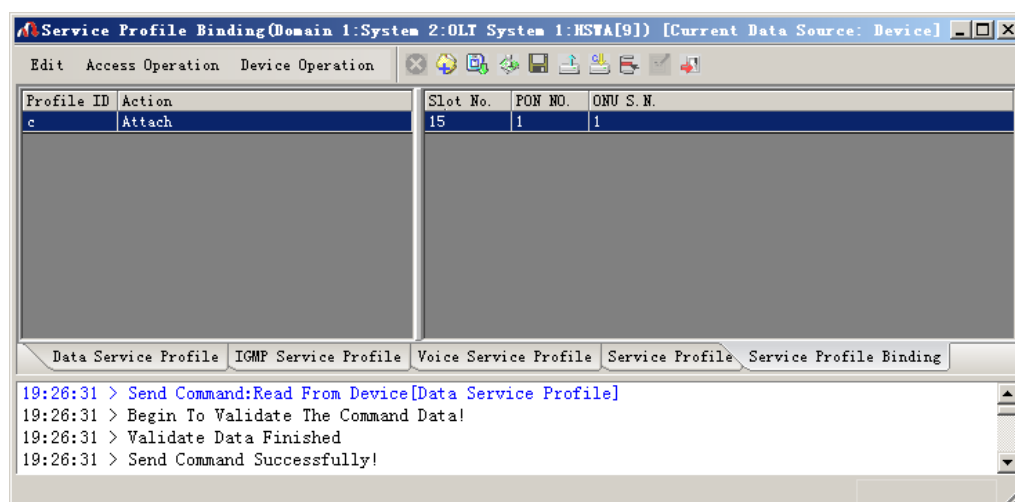 Service Profile Binding(Domain 1:System 2:OLT System 1:HSWA[9]) [Current Data Source: Device]
Edit Access Operation Device Operation
Profile ID Action Slot No. PON NO. ONU S.N.
c Attach 15 1 1
Data Service Profile IGMP Service Profile Voice Service Profile Service Profile Service Profile Binding
19:26:31 > Send Command:Read From Device[Data Service Profile]
19:26:31 > Begin To Validate The Command Data!
19:26:31 > Validate Data Finished
19:26:31 > Send Command Successfully!